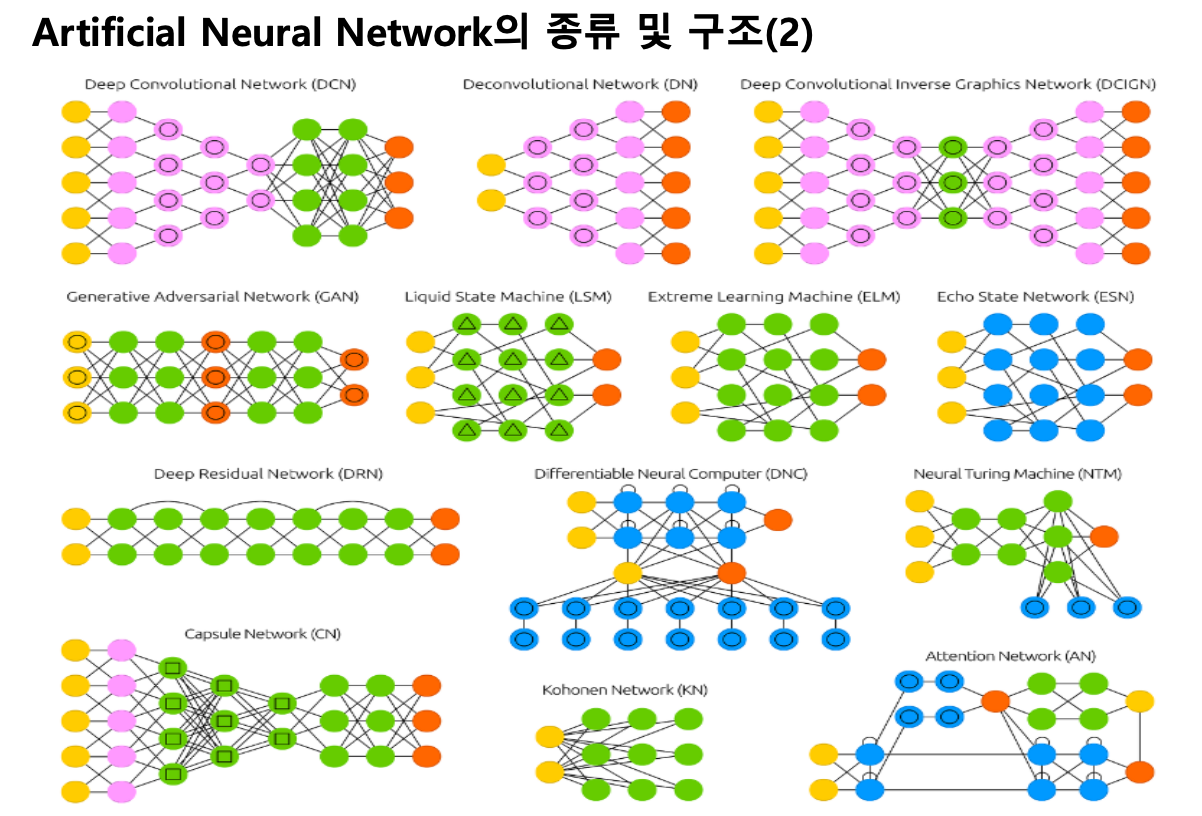 Artificial Neural Network의 종류 및 구조(2)
Deep Convolutional Network (DCN)
Deconvolutional Network (DN)
Deep Convolutional Inverse Graphics Network (DCIGN)
Generative Adversarial Network (GAN)
Liquid State Machine (LSM)
Extreme Learning Machine (ELM)
Echo State Network (ESN)
Deep Residual Network (DRN)
Differentiable Neural Computer (DNC)
Neural Turing Machine (NTM)
Capsule Network (CN)
Kohonen Network (KN)
Attention Network (AN)